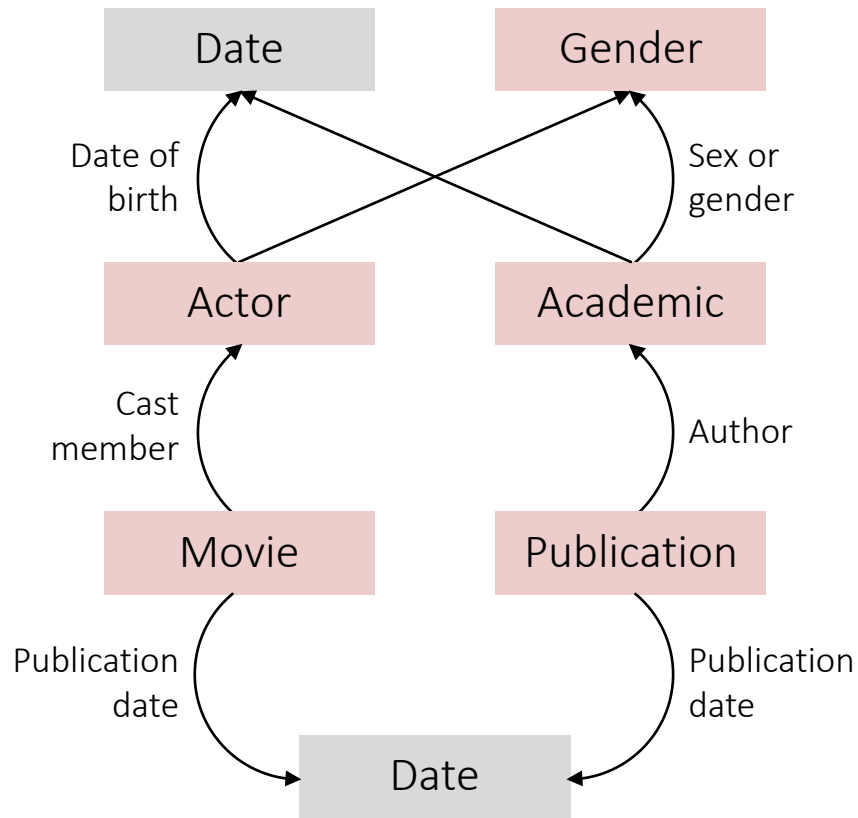 Date
Gender
Date of
birth
Sex or
gender
Actor
Academic
Cast
member
Author
Movie
Publication
Publication
date
Publication
date
Date